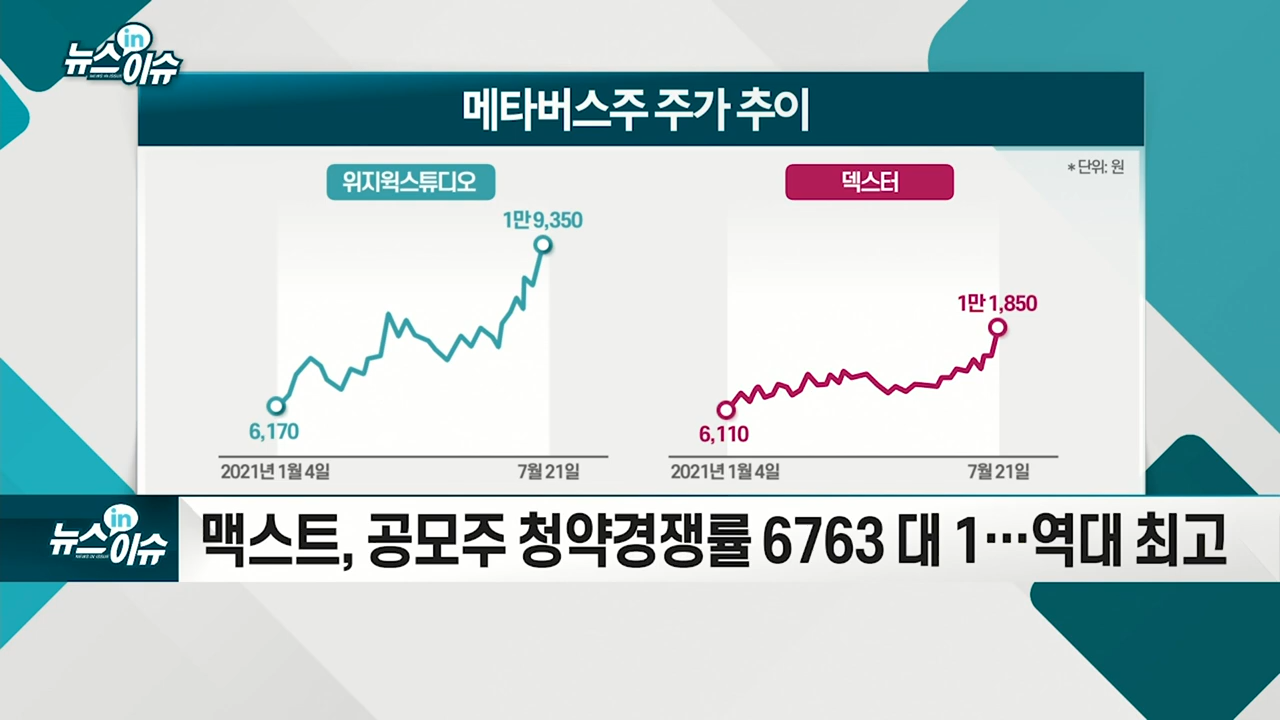 뉴스in이슈
메타버스주 주가 추이
*단위: 원
위지윅스튜디오
1만 9,350
6,170
2021년 1월 4일
7월 21일
덱스터
1만 1,850
6,110
2021년 1월 4일
7월 21일
뉴스in이슈
맥스트, 공모주 청약경쟁률 6763 대 1…역대 최고